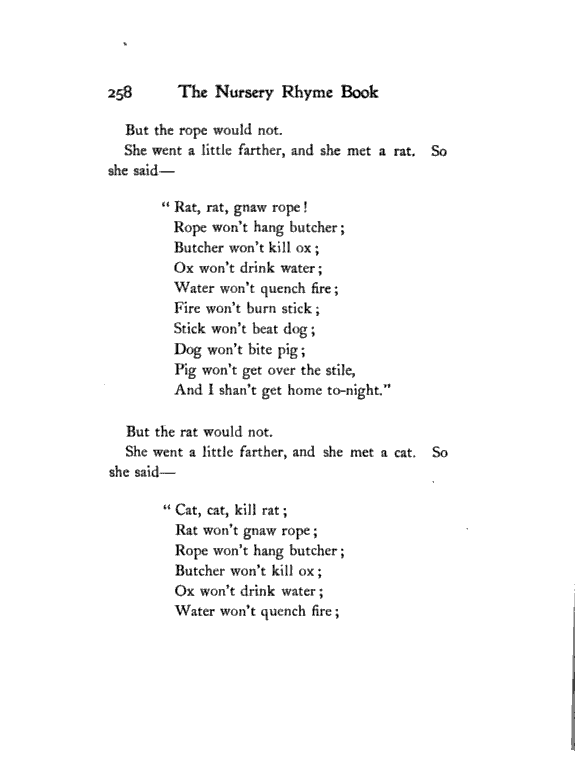 258 The Nursery Rhyme Book
But the rope would not.
She went a little farther, and she met a rat. So
she said—
“ Rat, rat, gnaw rope !
Rope won't hang butcher ;
Butcher won't kill ox ;
Ox won't drink water ;
Water won't quench fire ;
Fire won't burn stick ;
Stick won't beat dog ;
Dog won't bite pig ;
Pig won't get over the stile,
And I shan't get home to-night.”
But the rat would not.
She went a little farther, and she met a cat. So
she said—
“ Cat, cat, kill rat ;
Rat won't gnaw rope ;
Rope won't hang butcher ;
Butcher won't kill ox ;
Ox won't drink water ;
Water won't quench fire ;